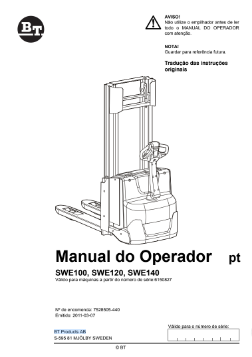 BT
AVISO!
Não utilize o empilhador antes de ler
todo o MANUAL DO OPERADOR
com atenção.
NOTA!
Guardar para referência futura
Tradução das instruções
originais
Manual do Operador pt
SWE100, SWE120, SWE140
Válido para máquinas a partir do número de série 6190827
Nº de encomenda: 7526505-440
Emitido: 2011-03-07
BT Products AB
S-595 81 MJÖLBY SWEDEN
Válido para o número de série:
© BT